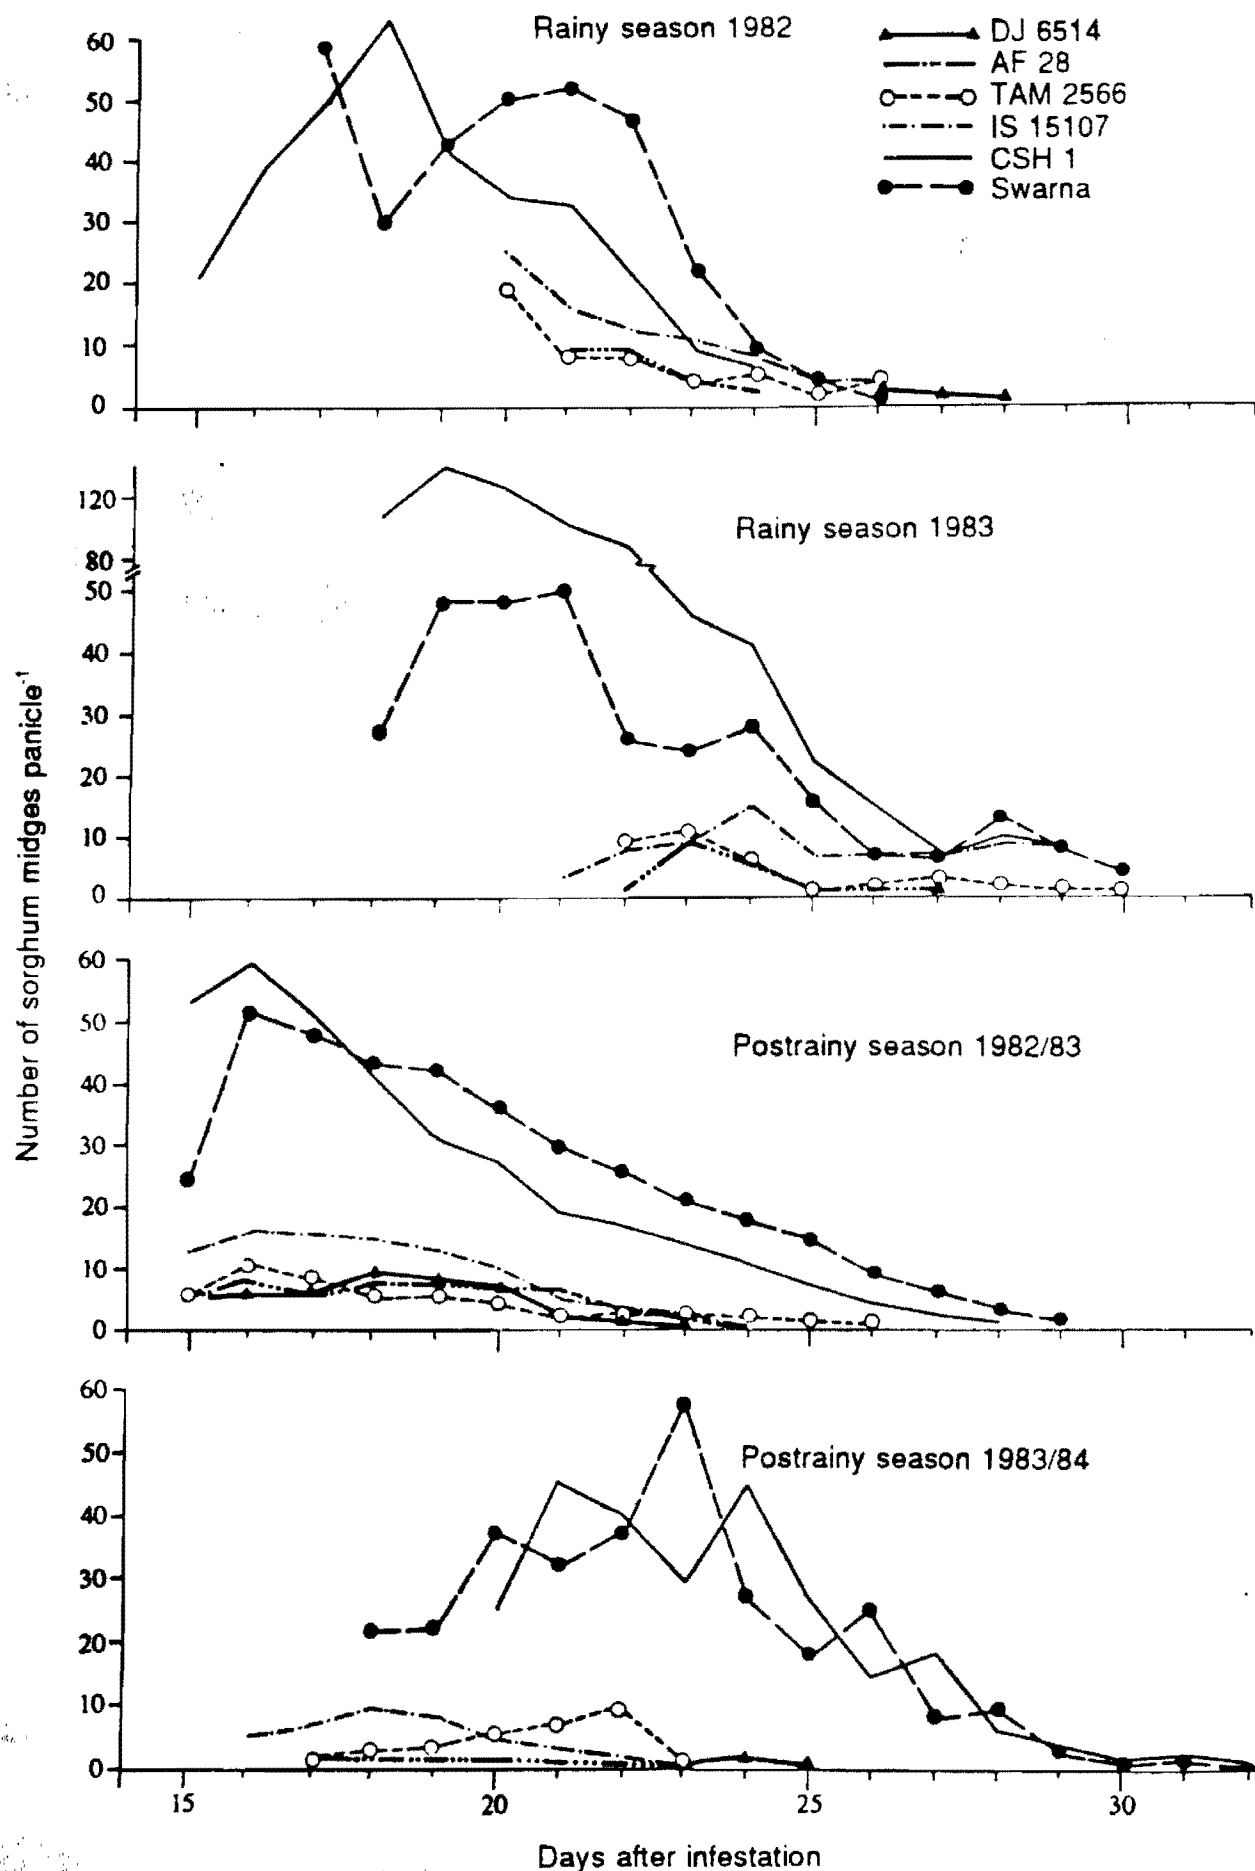 Rainy season 1982
DJ 6514
AF 28
TAM 2566
IS 15107
CSH 1
Swarna
60
50
40
30
20
10
0
Rainy season 1983
120
80
50
40
30
20
10
0
Number of sorghum midges panicle⁻¹
Postrainy season 1982/83
60
50
40
30
20
10
0
Postrainy season 1983/84
60
50
40
30
20
10
0
15 20 25 30
Days after infestation